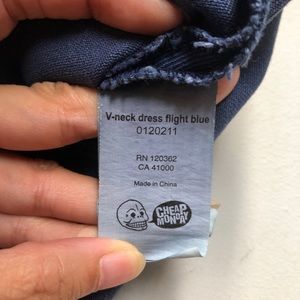 V-neck dress flight blue
0120211
RN 120362
CA 41000
Made in China
CHEAP
MONDAY